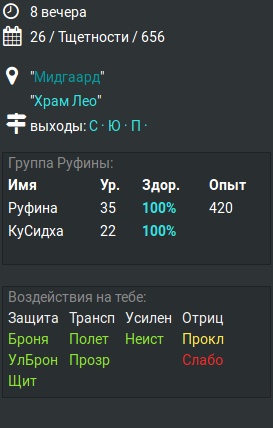 8 вечера
26 / Тщетности / 656
"Мидгаард"
"Храм Лео"
выходы: С · Ю · П ·
Группа Руфины:
Имя Ур. Здор. Опыт
Руфина 35 100% 420
КуСидха 22 100%
Воздействия на тебе:
Защита Трансп Усилен Отриц
Броня Полет Неист Прокл
УлБрон Прозр Слабо
Щит